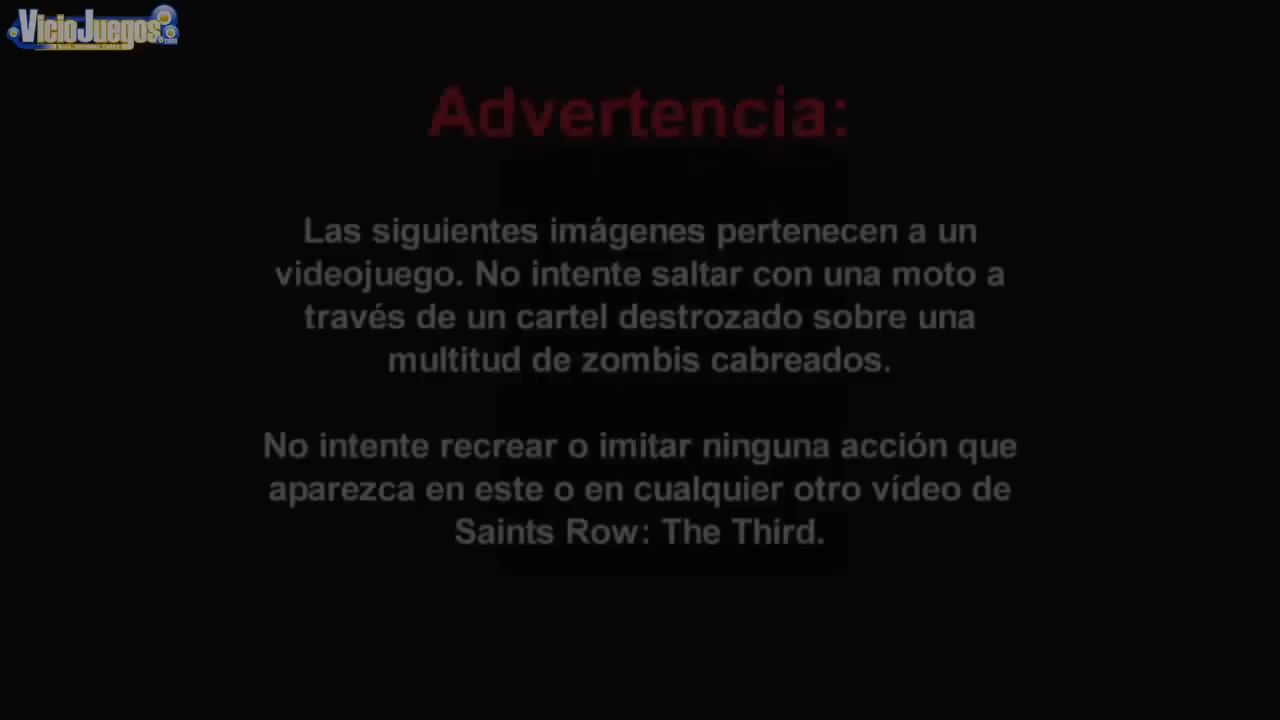 VicioJuegos.com
Advertencia:
Las siguientes imágenes pertenecen a un
videojuego. No intente saltar con una moto a
través de un cartel destrozado sobre una
multitud de zombis cabreados.
No intente recrear o imitar ninguna acción que
aparezca en este o en cualquier otro vídeo de
Saints Row: The Third.